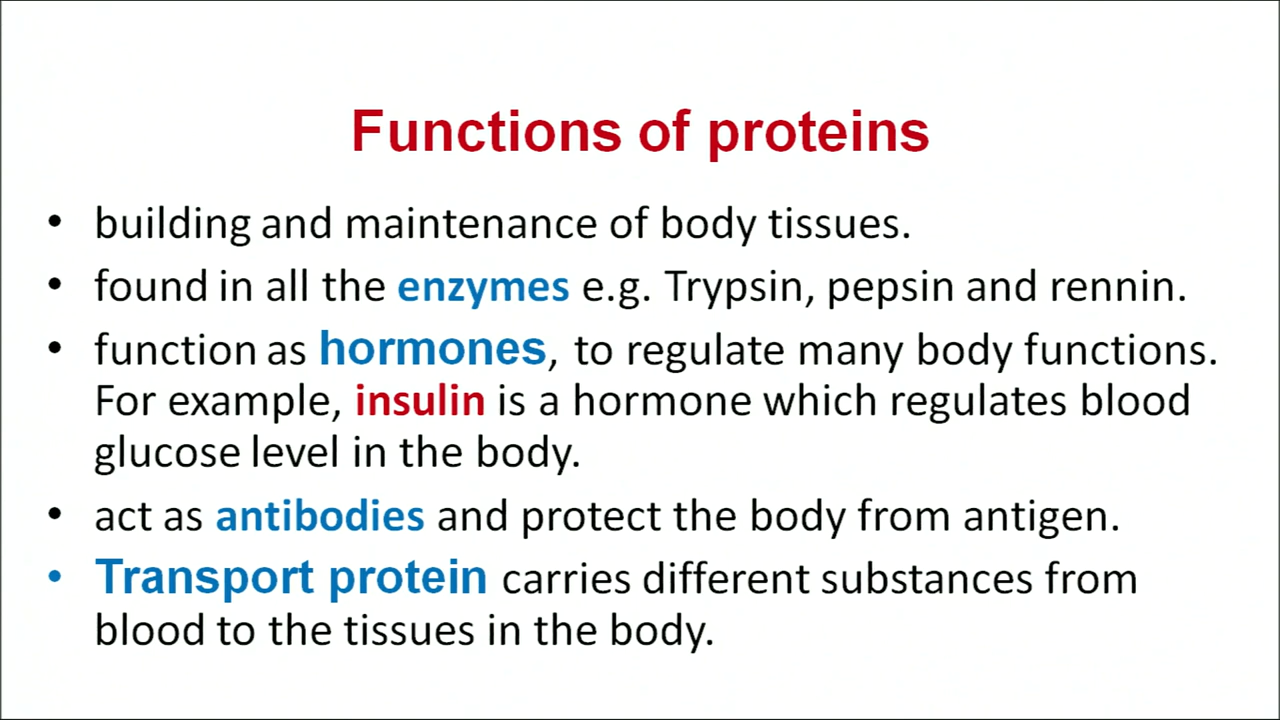 Functions of proteins
• building and maintenance of body tissues.
• found in all the enzymes e.g. Trypsin, pepsin and rennin.
• function as hormones, to regulate many body functions.
For example, insulin is a hormone which regulates blood
glucose level in the body.
• act as antibodies and protect the body from antigen.
• Transport protein carries different substances from
blood to the tissues in the body.